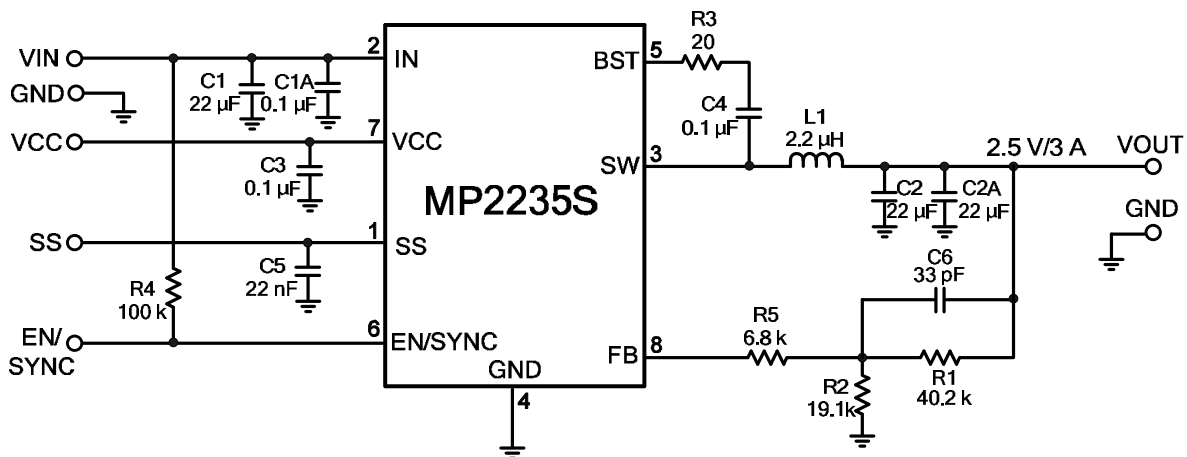 VIN
GND
VCC
SS
EN/
SYNC
R4
100 k
C1
22 µF
C1A
0.1 µF
C3
0.1 µF
C5
22 nF
2
IN
7
VCC
1
SS
6
EN/SYNC
MP2235S
GND
4
BST
5
SW
3
FB
8
R3
20
C4
0.1 µF
L1
2.2 µH
2.5 V/3 A
VOUT
GND
C2
22 µF
C2A
22 µF
C6
33 pF
R5
6.8 k
R2
19.1k
R1
40.2 k